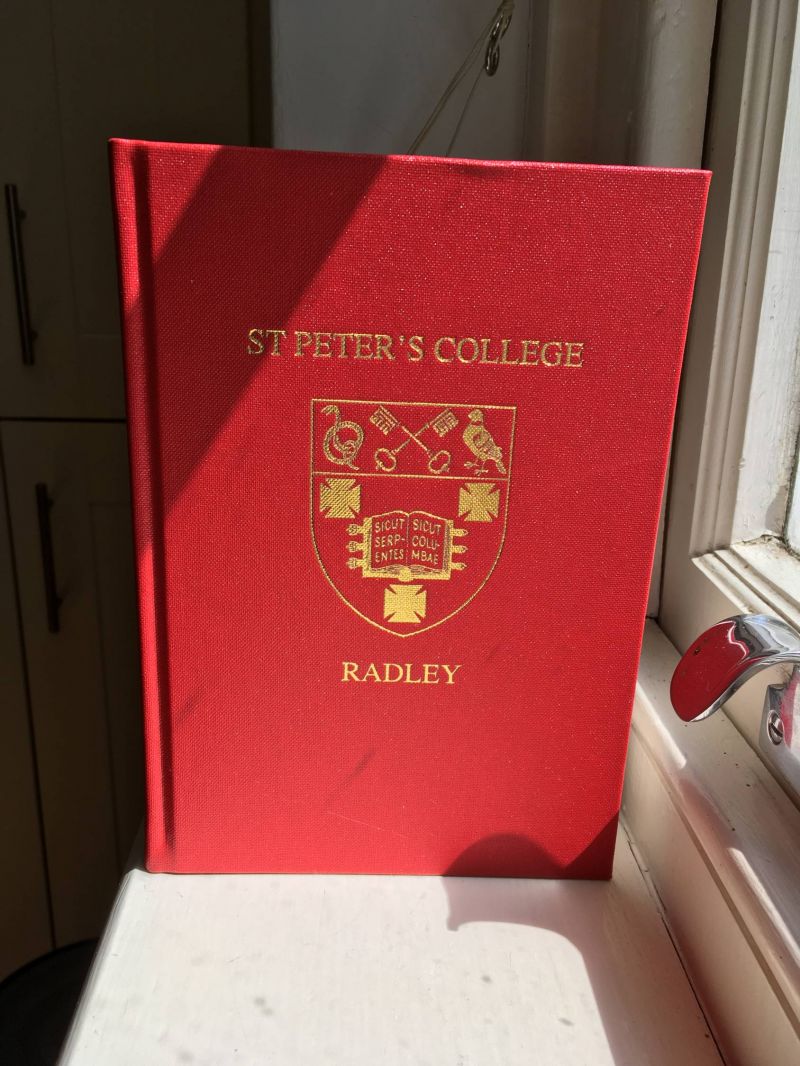 ST PETER'S COLLEGE
SICUT
SERP-
ENTES
SICUT
COLU-
MBAE
RADLEY